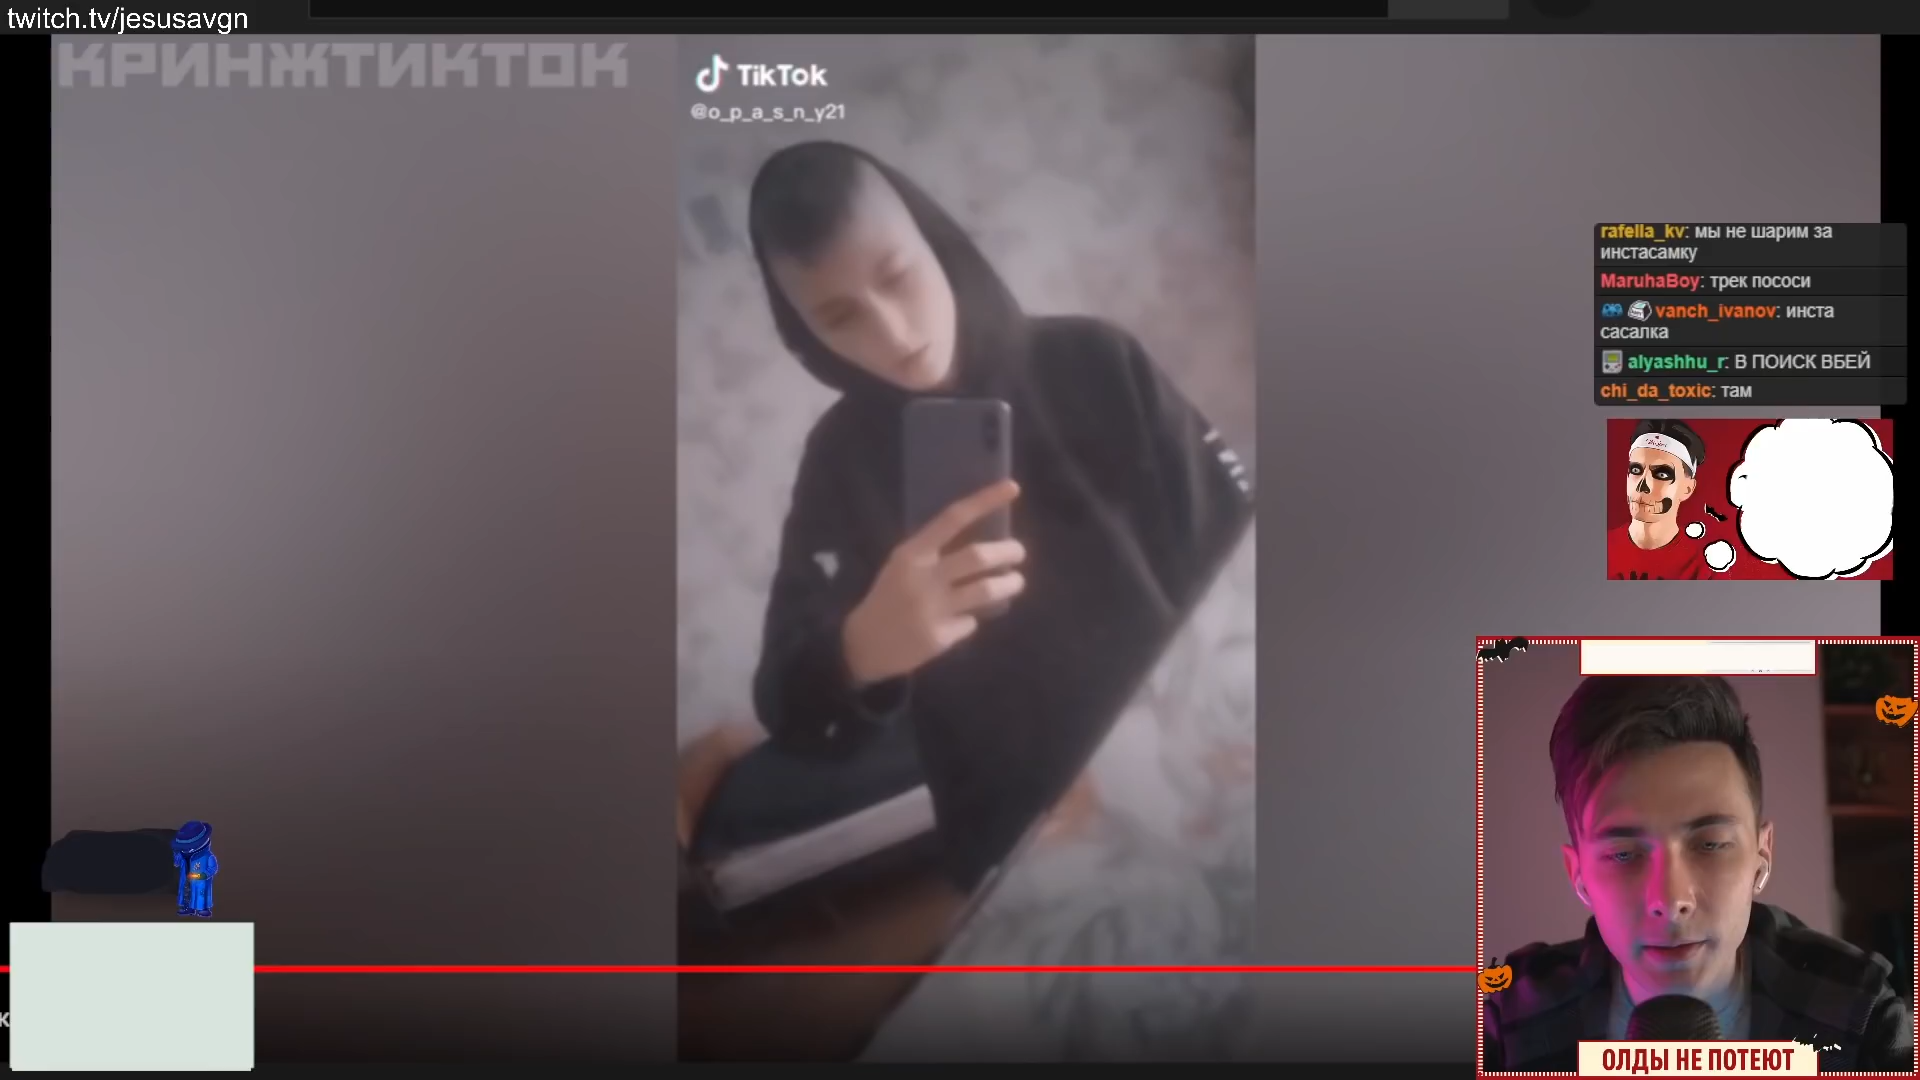 twitch.tv/jesusavgn
КРИНЖТИКТОК
TikTok
@o_p_a_s_n_y21
rafella_kv: мы не шарим за
инстасамку
MaruhaBoy: трек пососи
vanch_ivanov: инста
сасалка
alyashhu_r: В ПОИСК ВБЕЙ
chi_da_toxic: там
ОЛДЫ НЕ ПОТЕЮТ